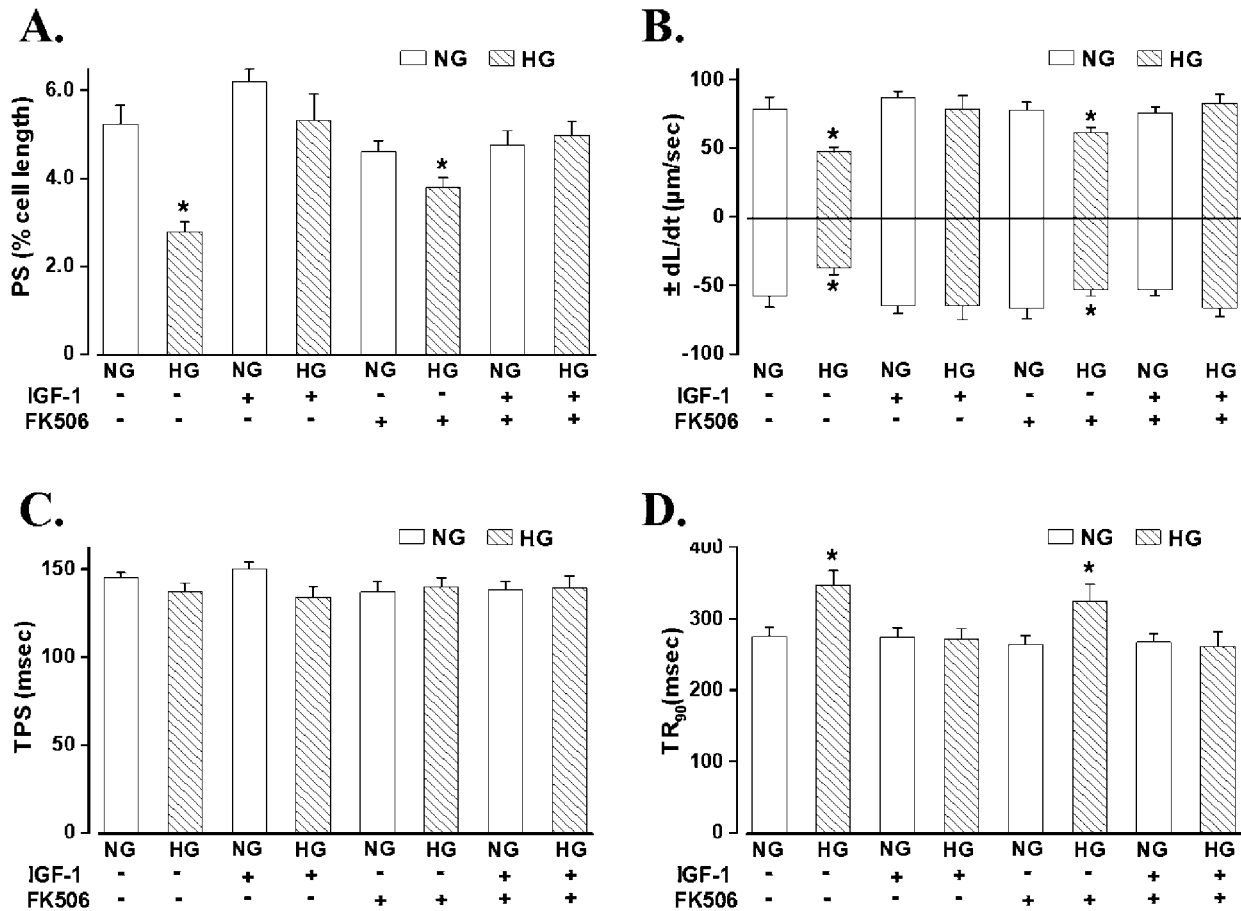 A.
NG HG
PS (% cell length)
6.0
4.0
2.0
0
* *
NG HG NG HG NG HG NG HG
IGF-1 - - + + - - + +
FK506 - - - - + + + +
B.
NG HG
± dL/dt (µm/sec)
100
50
0
-50
-100
* *
* *
NG HG NG HG NG HG NG HG
IGF-1 - - + + - - + +
FK506 - - - - + + + +
C.
NG HG
TPS (msec)
150
100
50
0
NG HG NG HG NG HG NG HG
IGF-1 - - + + - - + +
FK506 - - - - + + + +
D.
NG HG
TR90(msec)
400
300
200
100
0
* *
NG HG NG HG NG HG NG HG
IGF-1 - - + + - - + +
FK506 - - - - + + + +